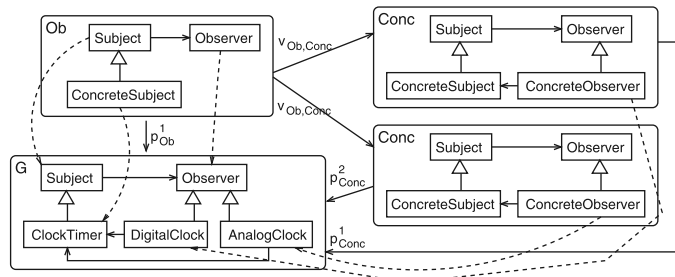 Ob
Subject
Observer
ConcreteSubject
v_Ob,Conc
v_Ob,Conc
Conc
Subject
Observer
ConcreteSubject
ConcreteObserver
Conc
Subject
Observer
ConcreteSubject
ConcreteObserver
p^1_Ob
p^2_Conc
p^1_Conc
G
Subject
Observer
ClockTimer
DigitalClock
AnalogClock